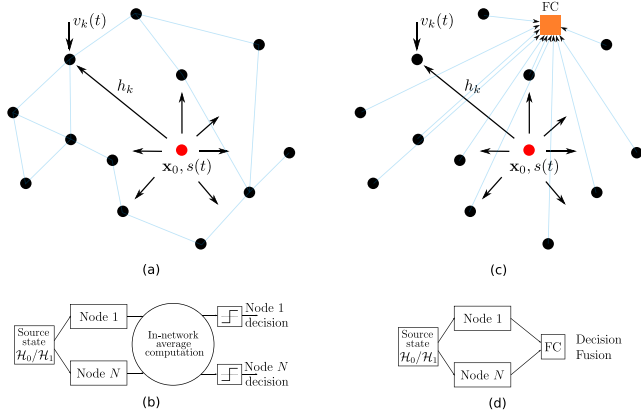 v_k(t)
h_k
x_0, s(t)
(a)
FC
v_k(t)
h_k
x_0, s(t)
(c)
Source
state
H_0/H_1
Node 1
Node N
In-network
average
computation
Node 1
decision
Node N
decision
(b)
Source
state
H_0/H_1
Node 1
Node N
FC
Decision
Fusion
(d)